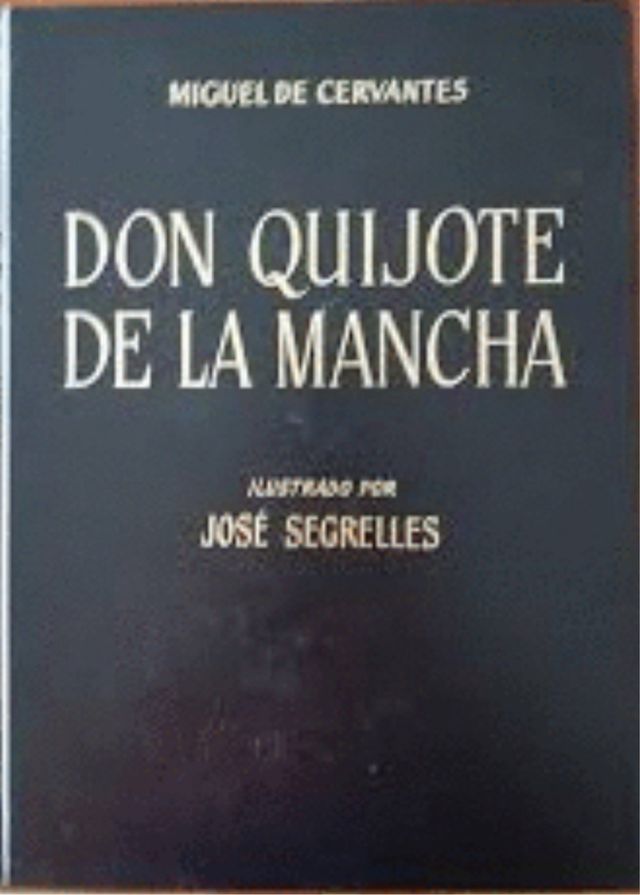 MIGUEL DE CERVANTES
DON QUIJOTE
DE LA MANCHA
ILUSTRADO POR
JOSÉ SEGRELLES